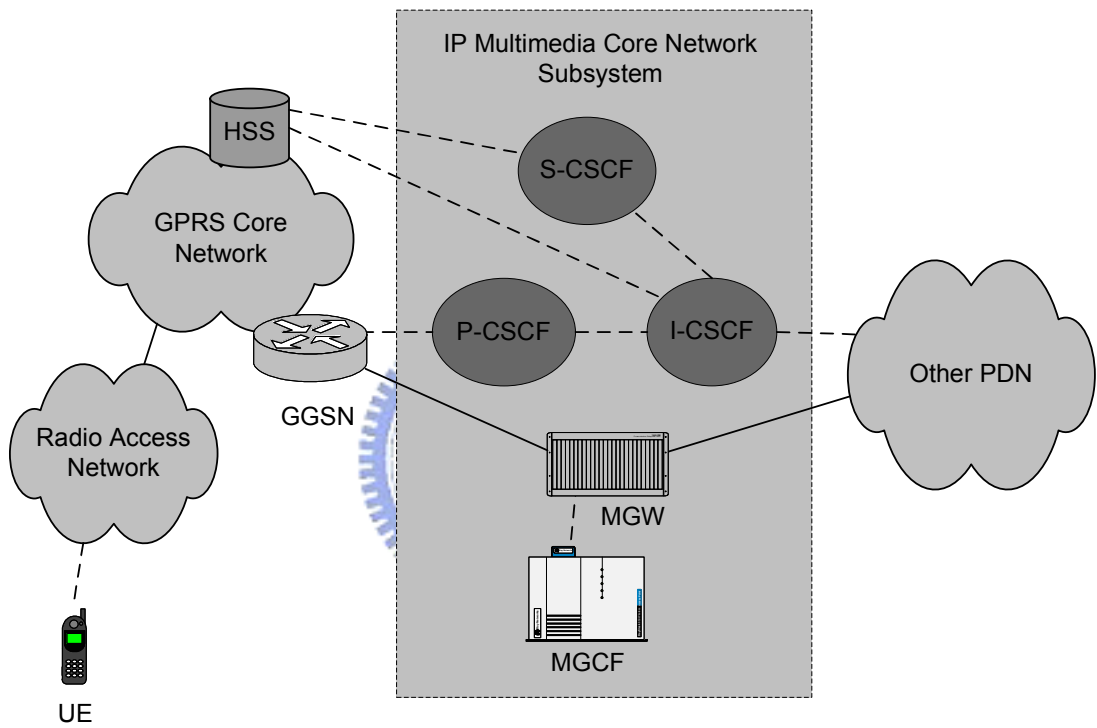 IP Multimedia Core Network
Subsystem
HSS
S-CSCF
GPRS Core
Network
P-CSCF
I-CSCF
Other PDN
GGSN
Radio Access
Network
MGW
MGCF
UE